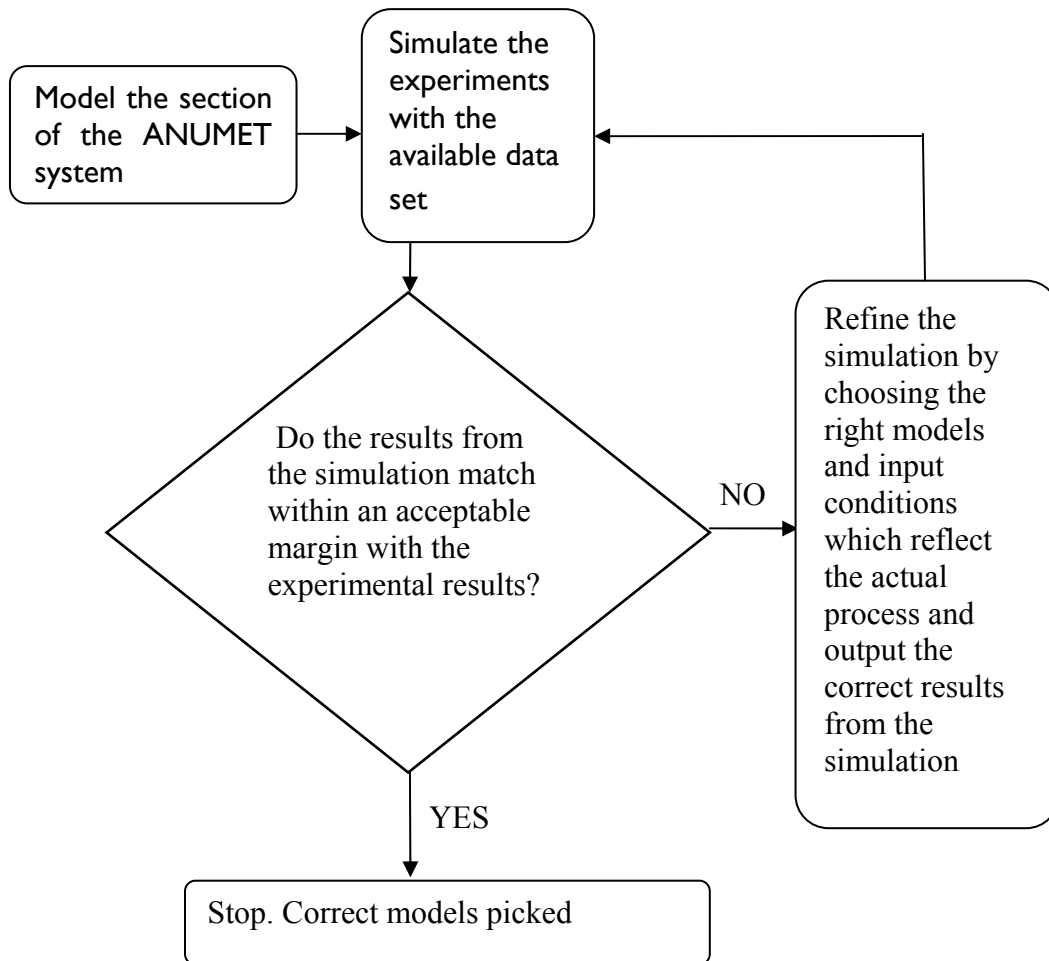 Model the section
of the ANUMET
system
Simulate the
experiments
with the
available data
set
Do the results from
the simulation match
within an acceptable
margin with the
experimental results?
NO
Refine the
simulation by
choosing the
right models
and input
conditions
which reflect
the actual
process and
output the
correct results
from the
simulation
YES
Stop. Correct models picked